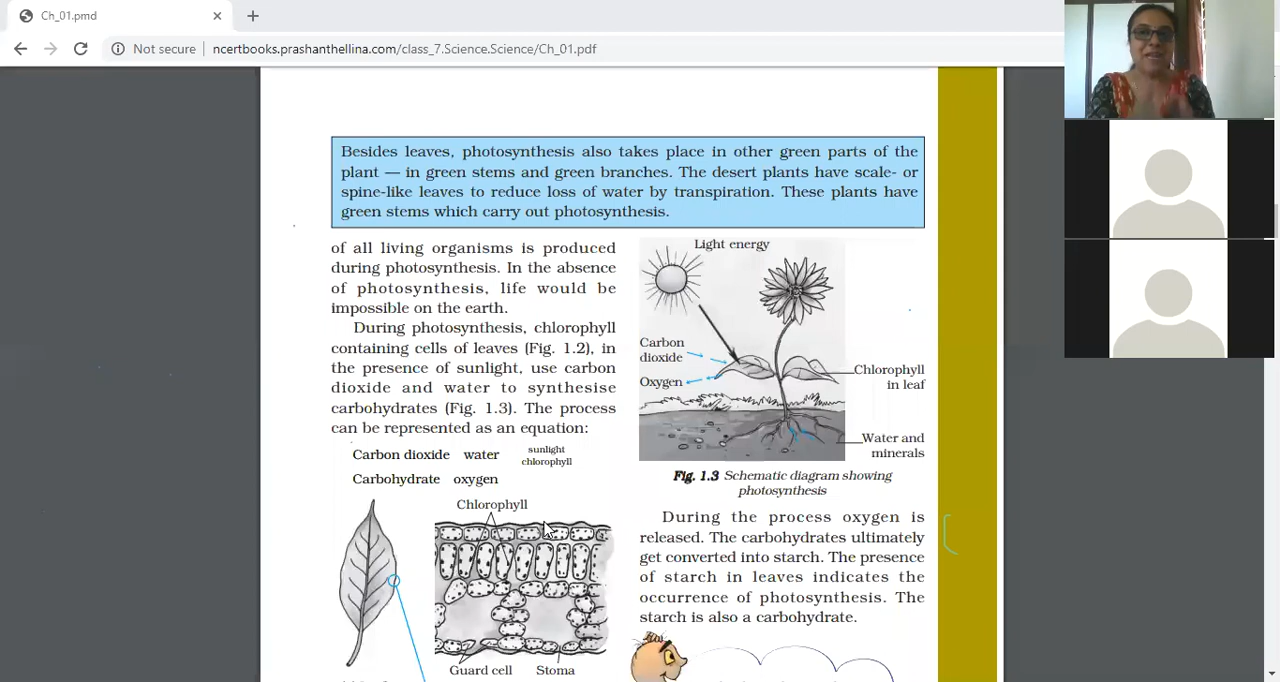 Ch_01.pmd
Not secure
ncertbooks.prashanthellina.com/class_7.Science.Science/Ch_01.pdf
Besides leaves, photosynthesis also takes place in other green parts of the
plant — in green stems and green branches. The desert plants have scale- or
spine-like leaves to reduce loss of water by transpiration. These plants have
green stems which carry out photosynthesis.
of all living organisms is produced
during photosynthesis. In the absence
of photosynthesis, life would be
impossible on the earth.
During photosynthesis, chlorophyll
containing cells of leaves (Fig. 1.2), in
the presence of sunlight, use carbon
dioxide and water to synthesise
carbohydrates (Fig. 1.3). The process
can be represented as an equation:
Carbon dioxide water
sunlight
chlorophyll
Carbohydrate oxygen
Chlorophyll
Guard cell
Stoma
Light energy
Carbon
dioxide
Oxygen
Chlorophyll
in leaf
Water and
minerals
Fig. 1.3 Schematic diagram showing
photosynthesis
During the process oxygen is
released. The carbohydrates ultimately
get converted into starch. The presence
of starch in leaves indicates the
occurrence of photosynthesis. The
starch is also a carbohydrate.